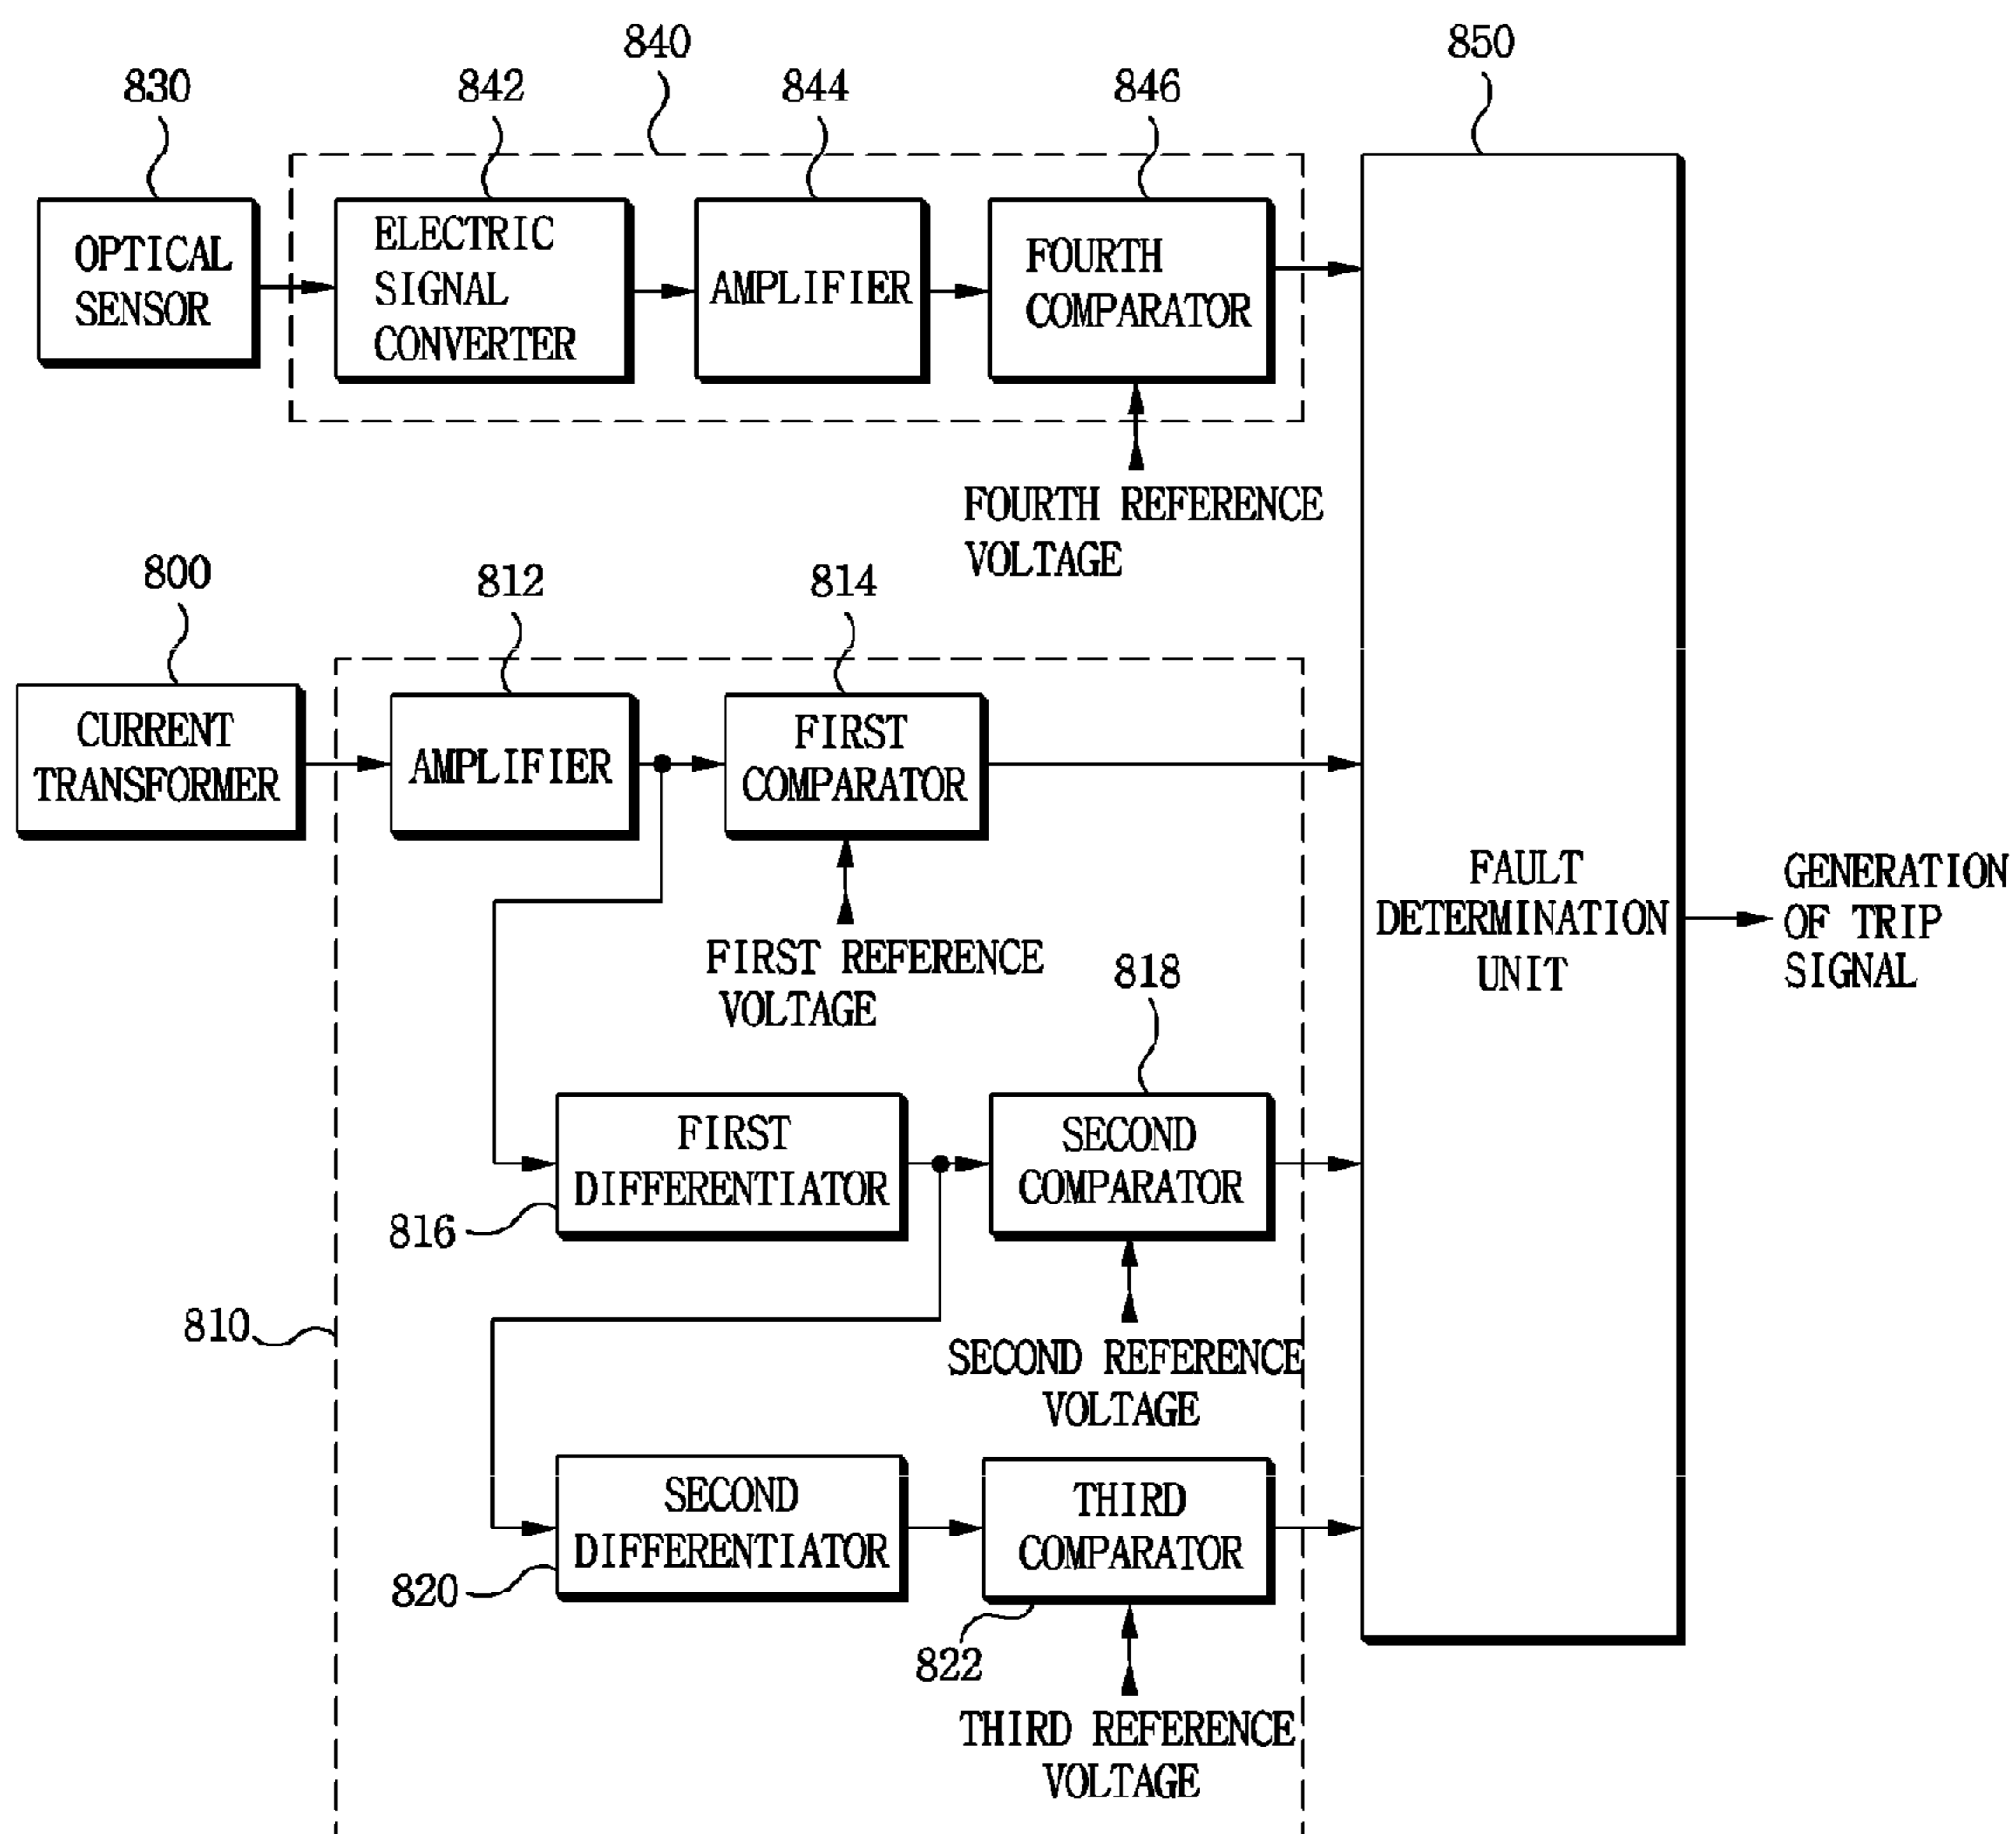 840
850
830
842
844
846
OPTICAL
SENSOR
ELECTRIC
SIGNAL
CONVERTER
AMPLIFIER
FOURTH
COMPARATOR
FOURTH REFERENCE
VOLTAGE
800
812
814
CURRENT
TRANSFORMER
AMPLIFIER
FIRST
COMPARATOR
FIRST REFERENCE
VOLTAGE
FAULT
DETERMINATION
UNIT
GENERATION
OF TRIP
SIGNAL
818
FIRST
DIFFERENTIATOR
816
SECOND
COMPARATOR
810
SECOND REFERENCE
VOLTAGE
SECOND
DIFFERENTIATOR
820
THIRD
COMPARATOR
822
THIRD REFERENCE
VOLTAGE